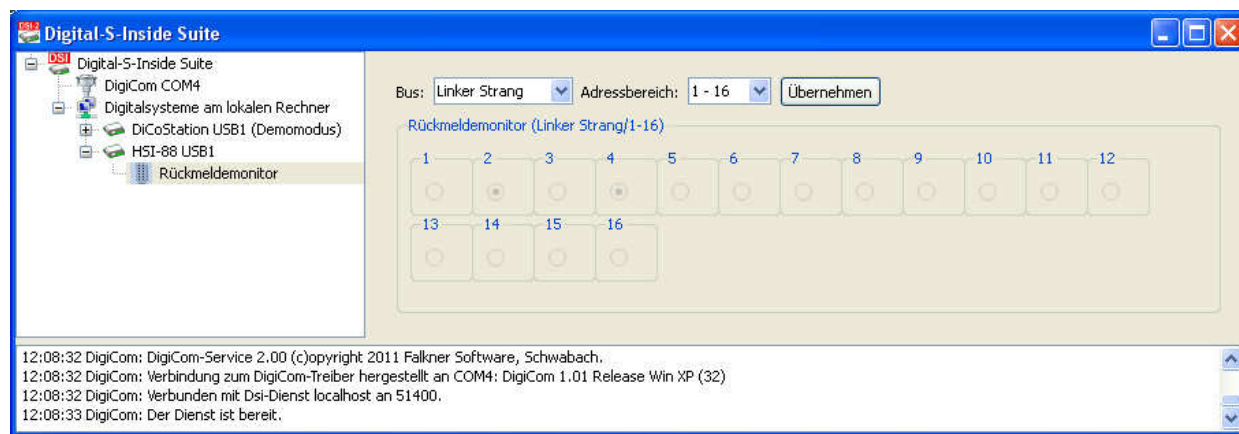 Digital-S-Inside Suite
Digital-S-Inside Suite
DigiCom COM4
Digitalsysteme am lokalen Rechner
DiCoStation USB1 (Demomodus)
HSI-88 USB1
Rückmeldemonitor
Bus: Linker Strang Adressbereich: 1 - 16 Übernehmen
Rückmeldemonitor (Linker Strang/1-16)
1 2 3 4 5 6 7 8 9 10 11 12
13 14 15 16
12:08:32 DigiCom: DigiCom-Service 2.00 (c)opyright 2011 Falkner Software, Schwabach.
12:08:32 DigiCom: Verbindung zum DigiCom-Treiber hergestellt an COM4: DigiCom 1.01 Release Win XP (32)
12:08:32 DigiCom: Verbunden mit Dsi-Dienst localhost an 51400.
12:08:33 DigiCom: Der Dienst ist bereit.